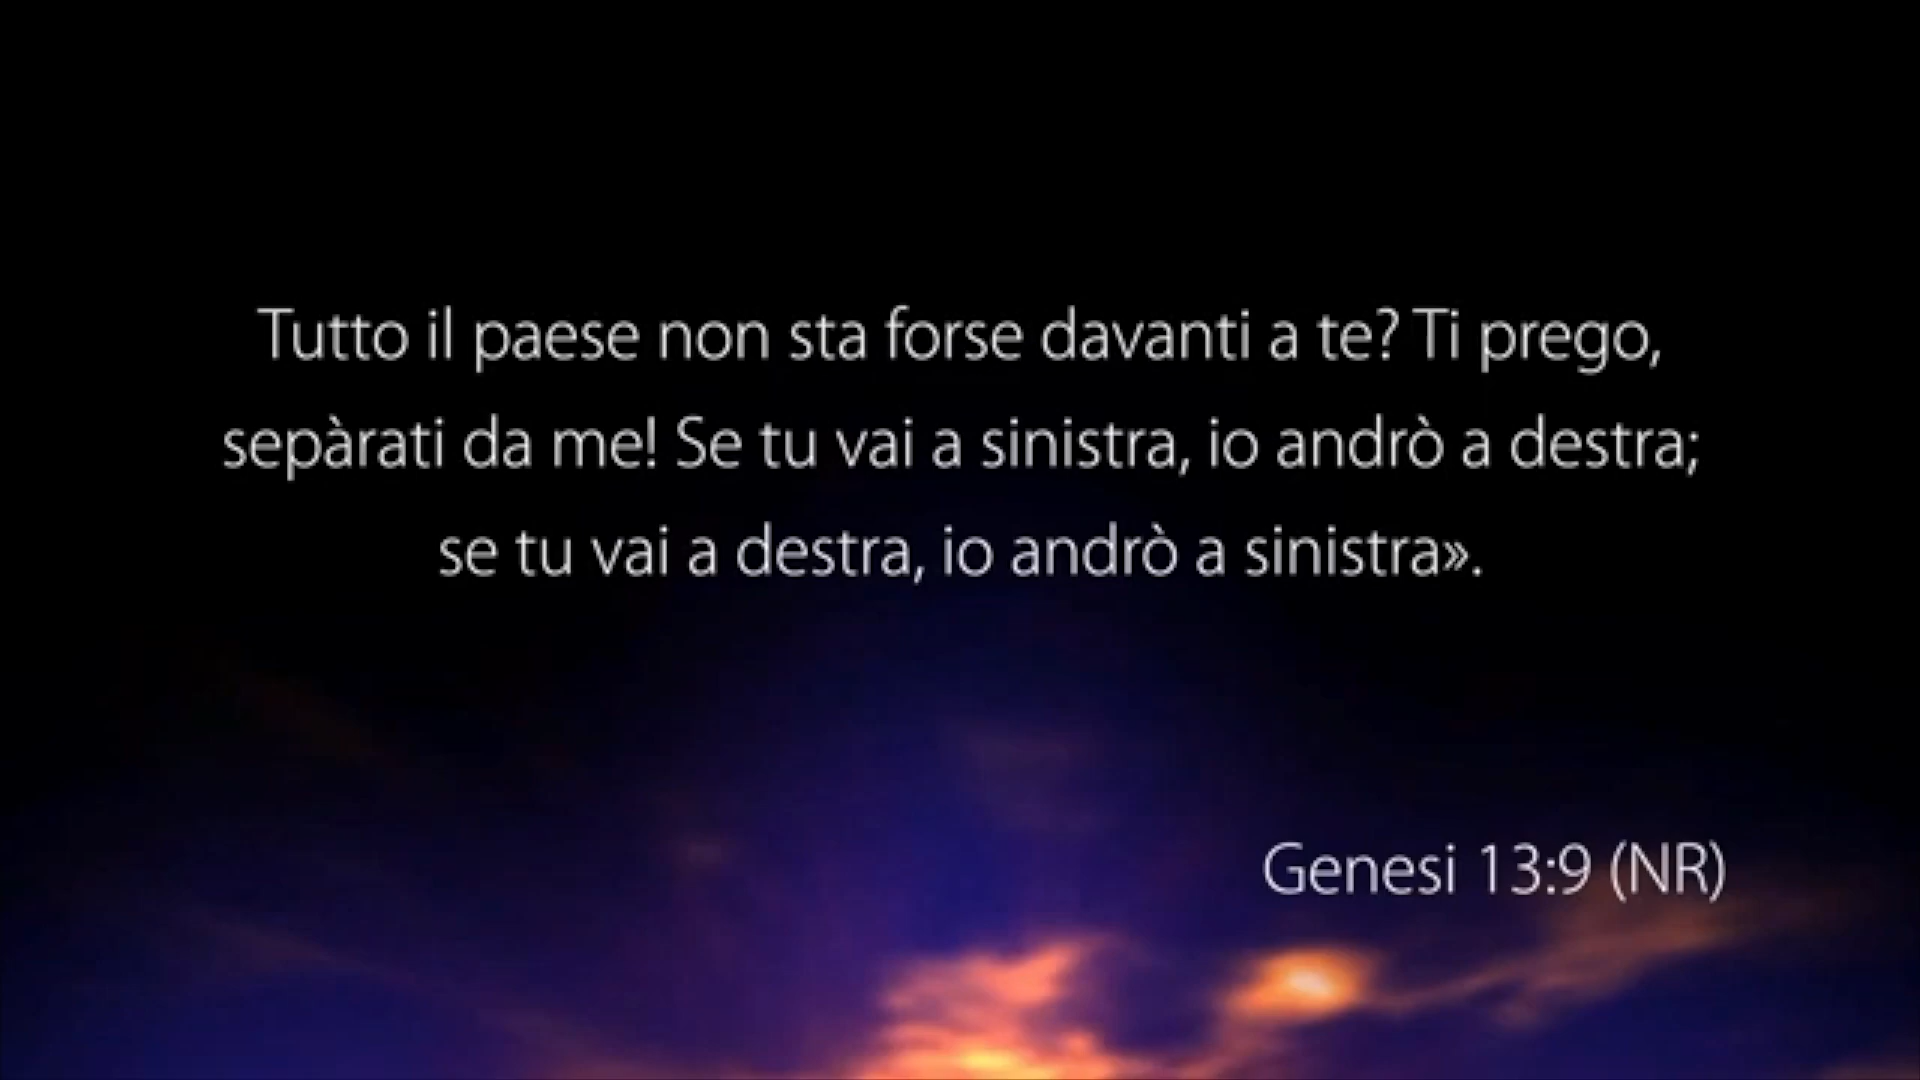 Tutto il paese non sta forse davanti a te? Ti prego,
sepàrati da me! Se tu vai a sinistra, io andrò a destra;
se tu vai a destra, io andrò a sinistra».
Genesi 13:9 (NR)